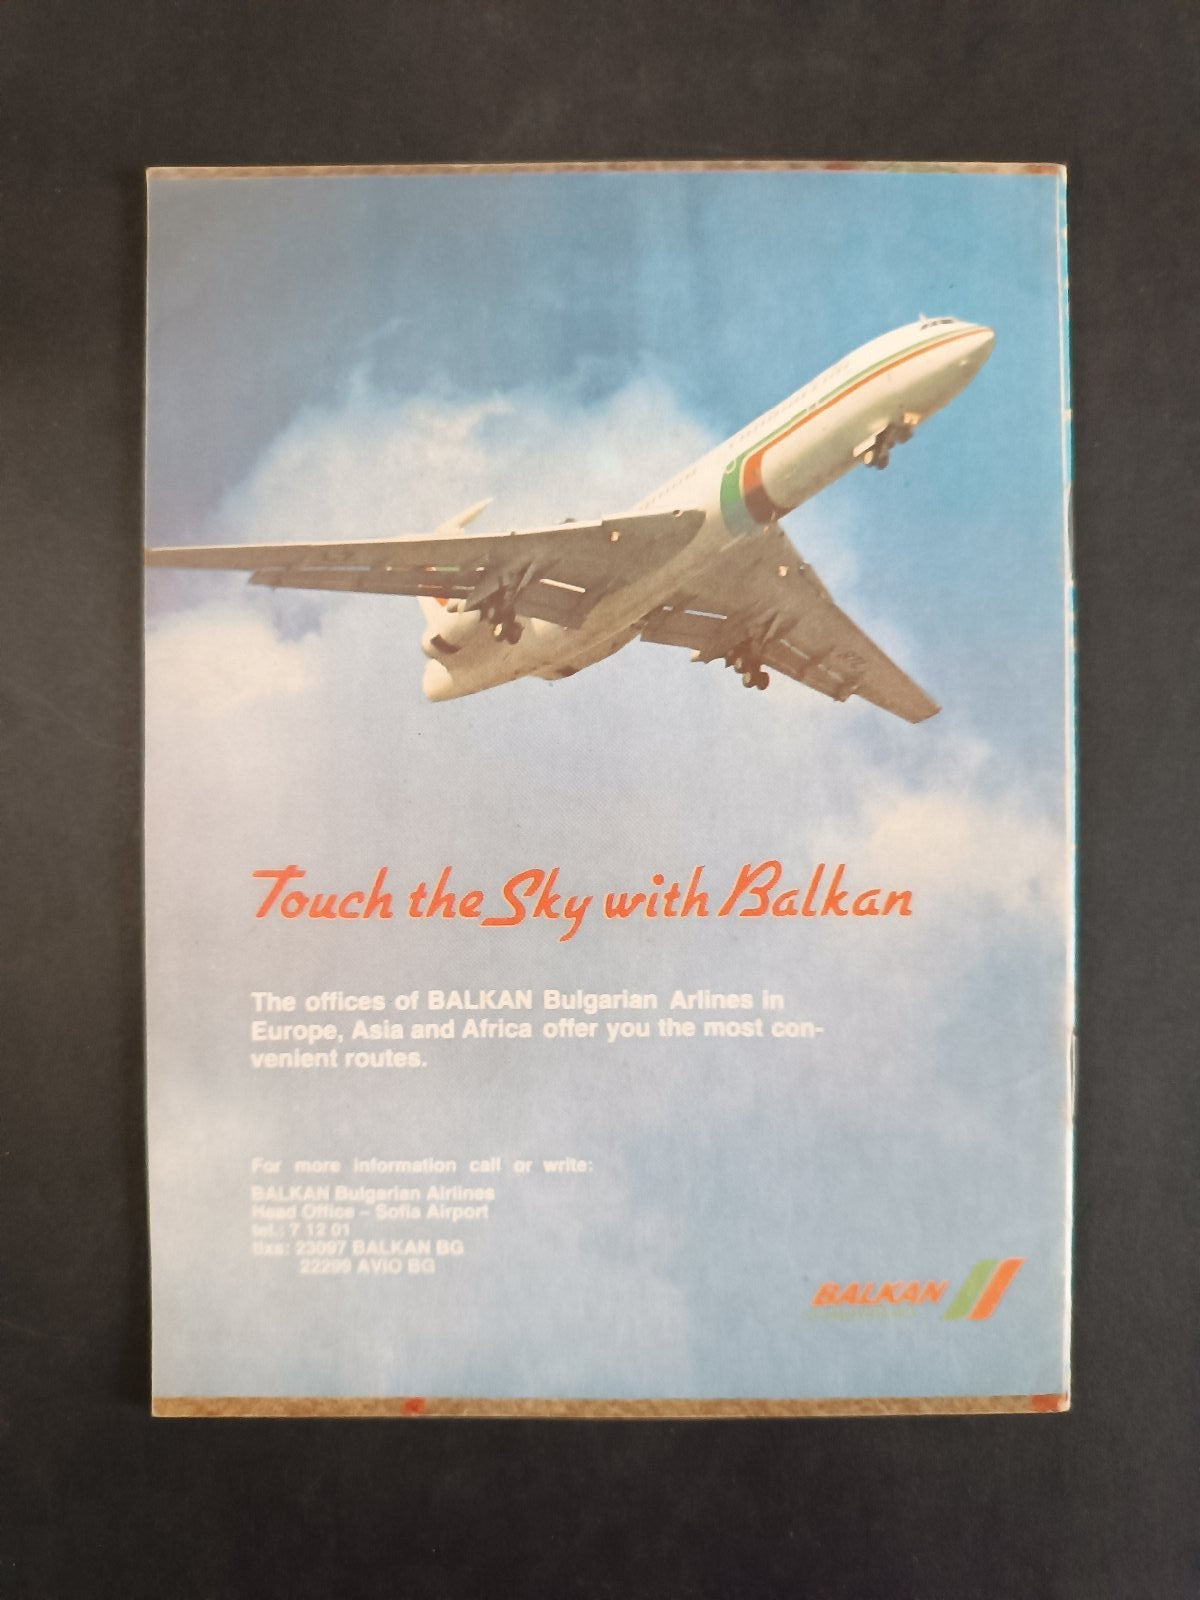 Touch the Sky with Balkan
The offices of BALKAN Bulgarian Arlines in
Europe, Asia and Africa offer you the most con-
venient routes.
For more information call or write:
BALKAN Bulgarian Airlines
Head Office – Sofia Airport
tel.: 7 12 01
tlxs: 23097 BALKAN BG
22299 AVIO BG
BALKAN